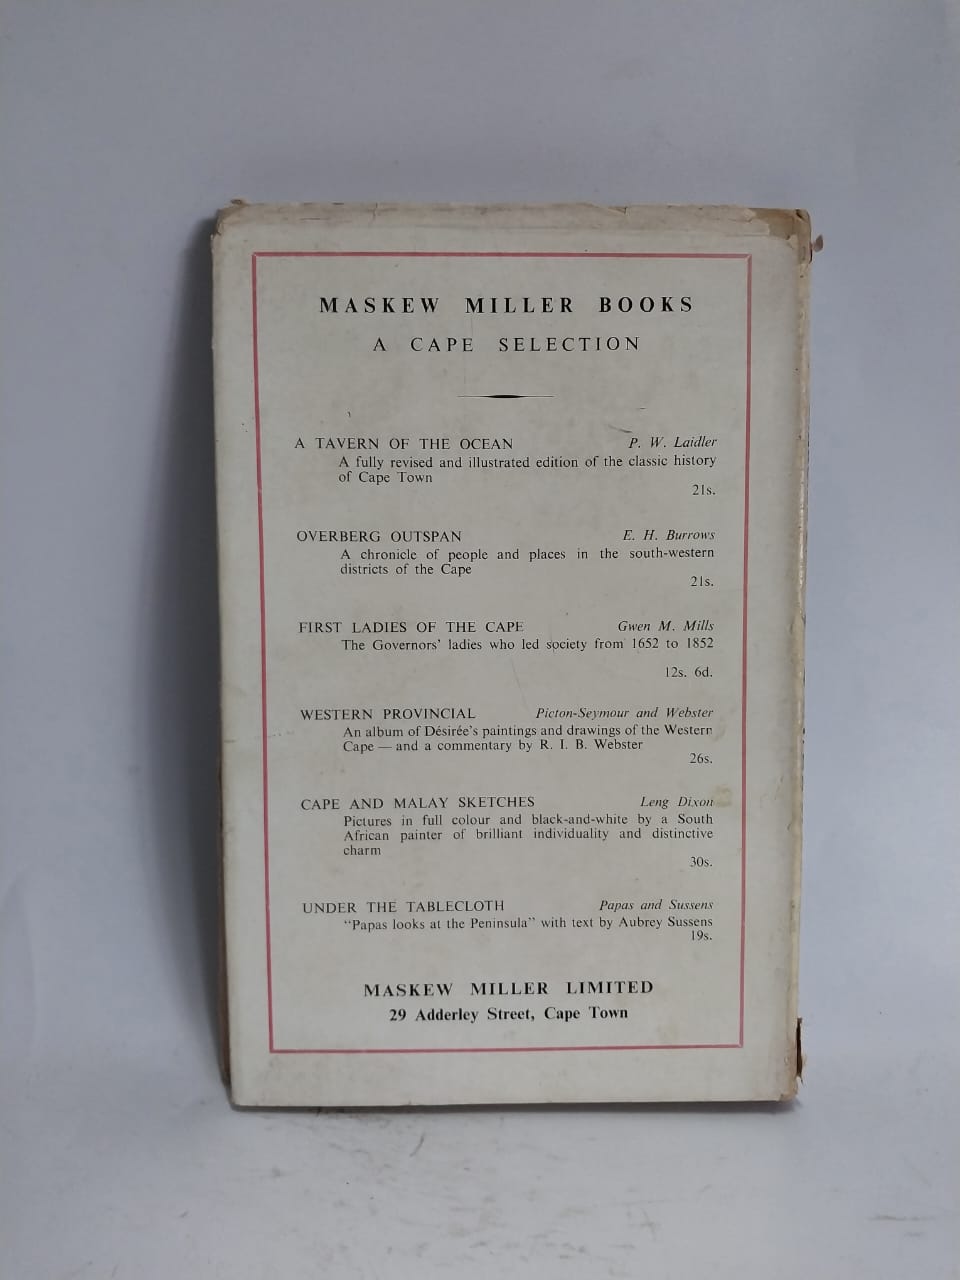 MASKEW MILLER BOOKS
A CAPE SELECTION
A TAVERN OF THE OCEAN P. W. Laidler
A fully revised and illustrated edition of the classic history
of Cape Town
21s.
OVERBERG OUTSPAN E. H. Burrows
A chronicle of people and places in the south-western
districts of the Cape
21s.
FIRST LADIES OF THE CAPE Gwen M. Mills
The Governors' ladies who led society from 1652 to 1852
12s. 6d.
WESTERN PROVINCIAL Picton-Seymour and Webster
An album of Désirée's paintings and drawings of the Western
Cape — and a commentary by R. I. B. Webster
26s.
CAPE AND MALAY SKETCHES Leng Dixon
Pictures in full colour and black-and-white by a South
African painter of brilliant individuality and distinctive
charm
30s.
UNDER THE TABLECLOTH Papas and Sussens
"Papas looks at the Peninsula" with text by Aubrey Sussens
19s.
MASKEW MILLER LIMITED
29 Adderley Street, Cape Town